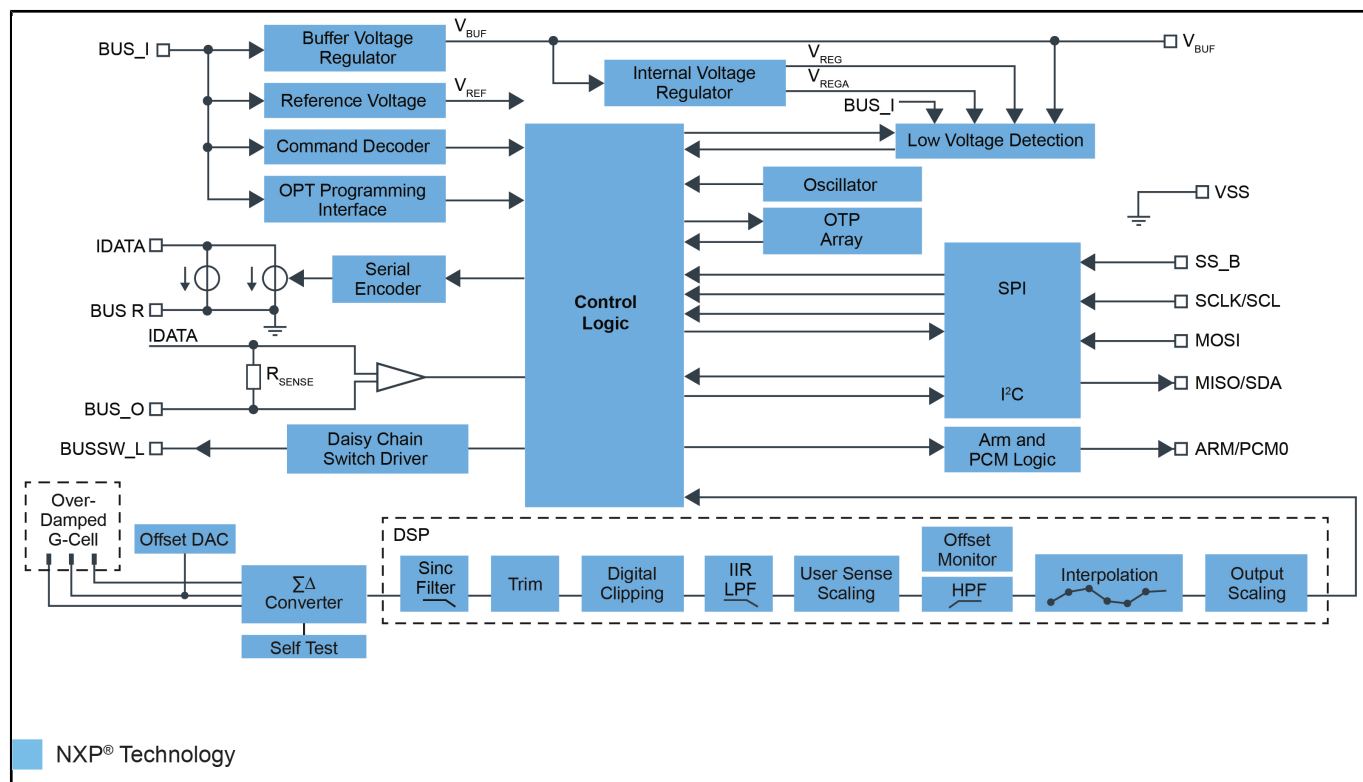 BUS_I
Buffer Voltage
Regulator
VBUF
VBUF
Internal Voltage
Regulator
VREG
VREGA
Reference Voltage
VREF
BUS_I
Command Decoder
Low Voltage Detection
OPT Programming
Interface
Oscillator
OTP
Array
VSS
IDATA
Serial
Encoder
BUS R
Control
Logic
SPI
I²C
SS_B
SCLK/SCL
MOSI
MISO/SDA
IDATA
RSENSE
BUS_O
BUSSW_L
Daisy Chain
Switch Driver
Arm and
PCM Logic
ARM/PCM0
Over-
Damped
G-Cell
Offset DAC
ΣΔ
Converter
Self Test
DSP
Sinc
Filter
Trim
Digital
Clipping
IIR
LPF
User Sense
Scaling
Offset
Monitor
HPF
Interpolation
Output
Scaling
NXP® Technology